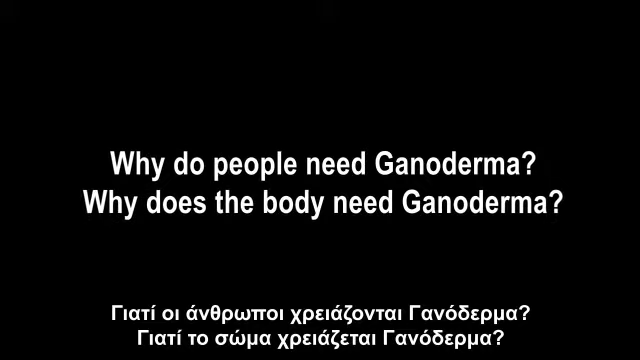 Why do people need Ganoderma?
Why does the body need Ganoderma?
Γιατί οι άνθρωποι χρειάζονται Γανόδερμα?
Γιατί το σώμα χρειάζεται Γανόδερμα?